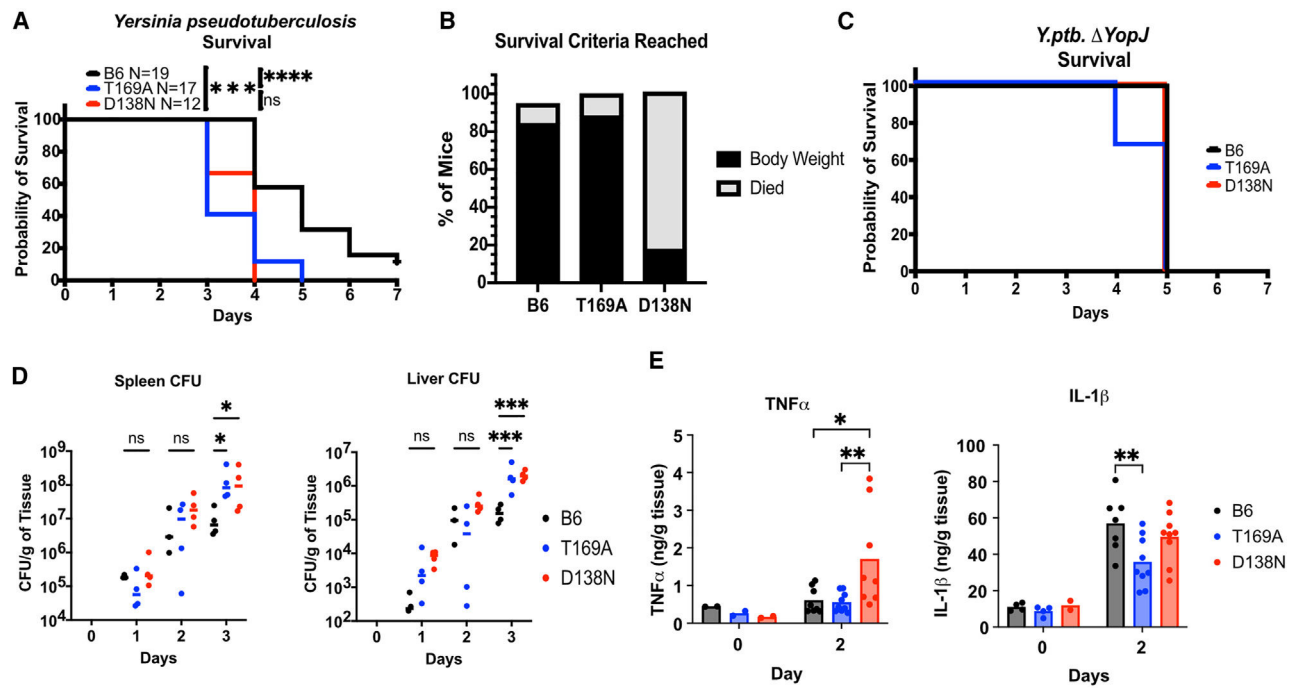 A
Yersinia pseudotuberculosis
Survival
B6 N=19
T169A N=17
D138N N=12
***
****
ns
Probability of Survival
100
80
60
40
20
0
0 1 2 3 4 5 6 7
Days
B
Survival Criteria Reached
% of Mice
100
80
60
40
20
0
B6 T169A D138N
Body Weight
Died
C
Y.ptb. ΔYopJ
Survival
Probability of Survival
100
80
60
40
20
0
0 1 2 3 4 5 6 7
Days
B6
T169A
D138N
D
Spleen CFU
CFU/g of Tissue
10⁹
10⁸
10⁷
10⁶
10⁵
10⁴
ns ns * *
0 1 2 3
Days
Liver CFU
CFU/g of Tissue
10⁷
10⁶
10⁵
10⁴
10³
10²
ns ns *** ***
0 1 2 3
Days
B6
T169A
D138N
E
TNFα
TNFα (ng/g tissue)
5
4
3
2
1
0
*
**
0 2
Day
IL-1β
IL-1β (ng/g tissue)
100
80
60
40
20
0
**
0 2
Days
B6
T169A
D138N